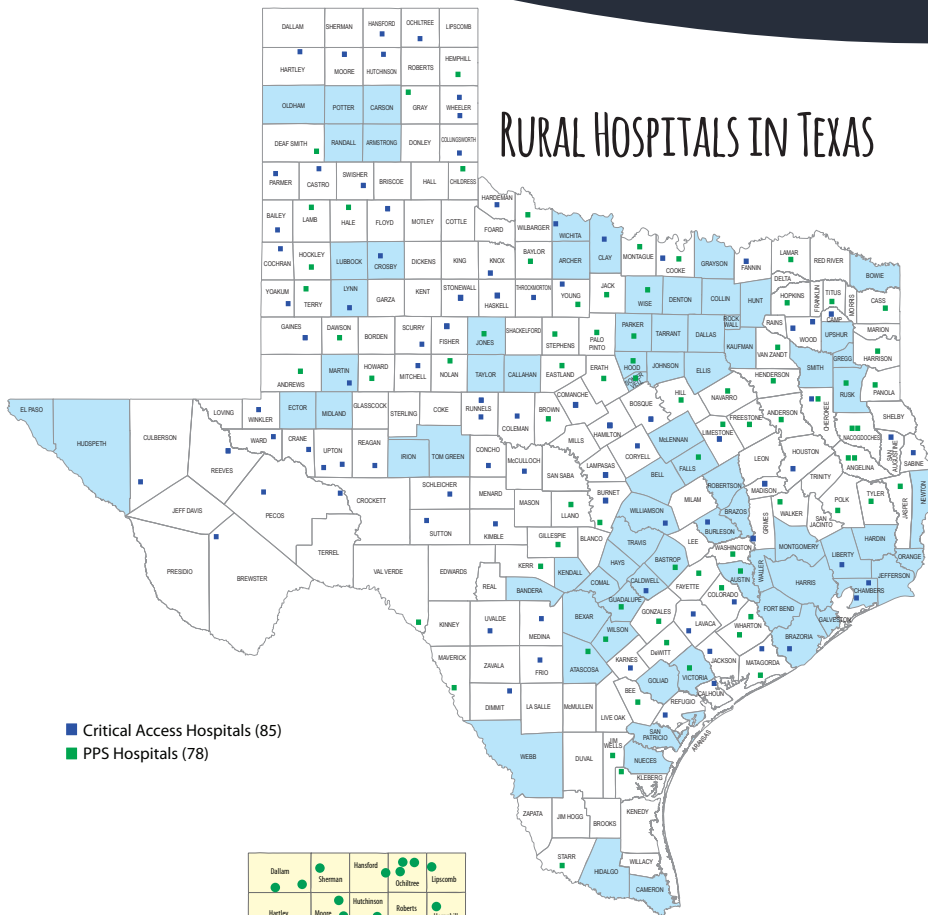 DALLAM SHERMAN HANSFORD OCHILTREE LIPSCOMB
HARTLEY MOORE HUTCHINSON ROBERTS HEMPHILL
OLDHAM POTTER CARSON GRAY WHEELER
RURAL HOSPITALS IN TEXAS
DEAF SMITH RANDALL ARMSTRONG DONLEY COLLINGSWORTH
PARMER CASTRO SWISHER BRISCOE HALL CHILDRESS
HARDEMAN
BAILEY LAMB HALE FLOYD MOTLEY COTTLE FOARD WILBARGER WICHITA
COCHRAN HOCKLEY LUBBOCK CROSBY DICKENS KING KNOX BAYLOR ARCHER CLAY MONTAGUE COOKE GRAYSON FANNIN LAMAR RED RIVER BOWIE
DELTA
YOAKUM TERRY LYNN GARZA KENT STONEWALL HASKELL THROCKMORTON YOUNG JACK WISE DENTON COLLIN HUNT HOPKINS FRANKLIN TITUS MORRIS CASS
CAMP
GAINES DAWSON BORDEN SCURRY FISHER JONES SHACKELFORD STEPHENS PALO PINTO PARKER TARRANT DALLAS ROCK WALL KAUFMAN RAINS WOOD UPSHUR MARION
VAN ZANDT GREGG HARRISON
ANDREWS MARTIN HOWARD MITCHELL NOLAN TAYLOR CALLAHAN EASTLAND ERATH HOOD JOHNSON ELLIS HENDERSON SMITH RUSK PANOLA
EL PASO HUDSPETH CULBERSON LOVING WINKLER ECTOR MIDLAND GLASSCOCK STERLING COKE RUNNELS COLEMAN BROWN COMANCHE BOSQUE HILL NAVARRO FREESTONE ANDERSON CHEROKEE NACOGDOCHES SHELBY
REEVES WARD CRANE UPTON REAGAN IRION TOM GREEN CONCHO McCULLOCH MILLS HAMILTON CORYELL McLENNAN LIMESTONE FALLS LEON HOUSTON ANGELINA SAN AUGUSTINE SABINE
JEFF DAVIS PECOS CROCKETT SCHLEICHER MENARD SAN SABA LAMPASAS BELL ROBERTSON MADISON TRINITY POLK TYLER JASPER NEWTON
MASON LLANO BURNET WILLIAMSON MILAM BRAZOS GRIMES WALKER SAN JACINTO
PRESIDIO BREWSTER TERREL SUTTON KIMBLE GILLESPIE BLANCO TRAVIS LEE BURLESON WASHINGTON MONTGOMERY LIBERTY HARDIN ORANGE
VAL VERDE EDWARDS REAL KERR KENDALL HAYS BASTROP FAYETTE AUSTIN WALLER HARRIS CHAMBERS JEFFERSON
BANDERA COMAL CALDWELL COLORADO FORT BEND GALVESTON
KINNEY UVALDE MEDINA BEXAR GUADALUPE GONZALES LAVACA WHARTON BRAZORIA
WILSON DeWITT JACKSON MATAGORDA
MAVERICK ZAVALA FRIO ATASCOSA KARNES GOLIAD VICTORIA CALHOUN
DIMMIT LA SALLE McMULLEN LIVE OAK BEE REFUGIO
Critical Access Hospitals (85)
PPS Hospitals (78)
WEBB DUVAL JIM WELLS SAN PATRICIO ARANSAS
NUECES
KLEBERG
ZAPATA JIM HOGG BROOKS KENEDY
STARR HIDALGO WILLACY
CAMERON
Dallam Sherman Hansford Ochiltree Lipscomb
Hartley Moore Hutchinson Roberts